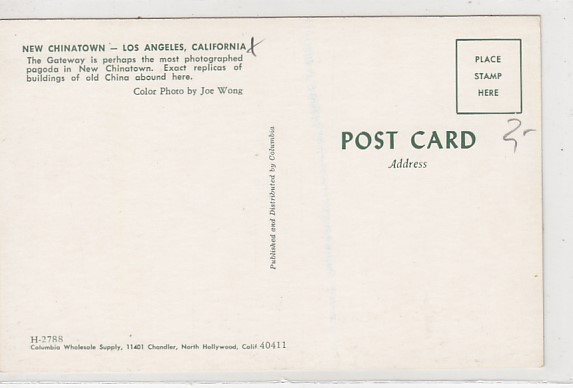 NEW CHINATOWN — LOS ANGELES, CALIFORNIA
The Gateway is perhaps the most photographed
pagoda in New Chinatown. Exact replicas of
buildings of old China abound here.
Color Photo by Joe Wong
PLACE
STAMP
HERE
POST CARD
Address
Published and Distributed by Columbia
H-2788
Columbia Wholesale Supply, 11401 Chandler, North Hollywood, Calif. 40411